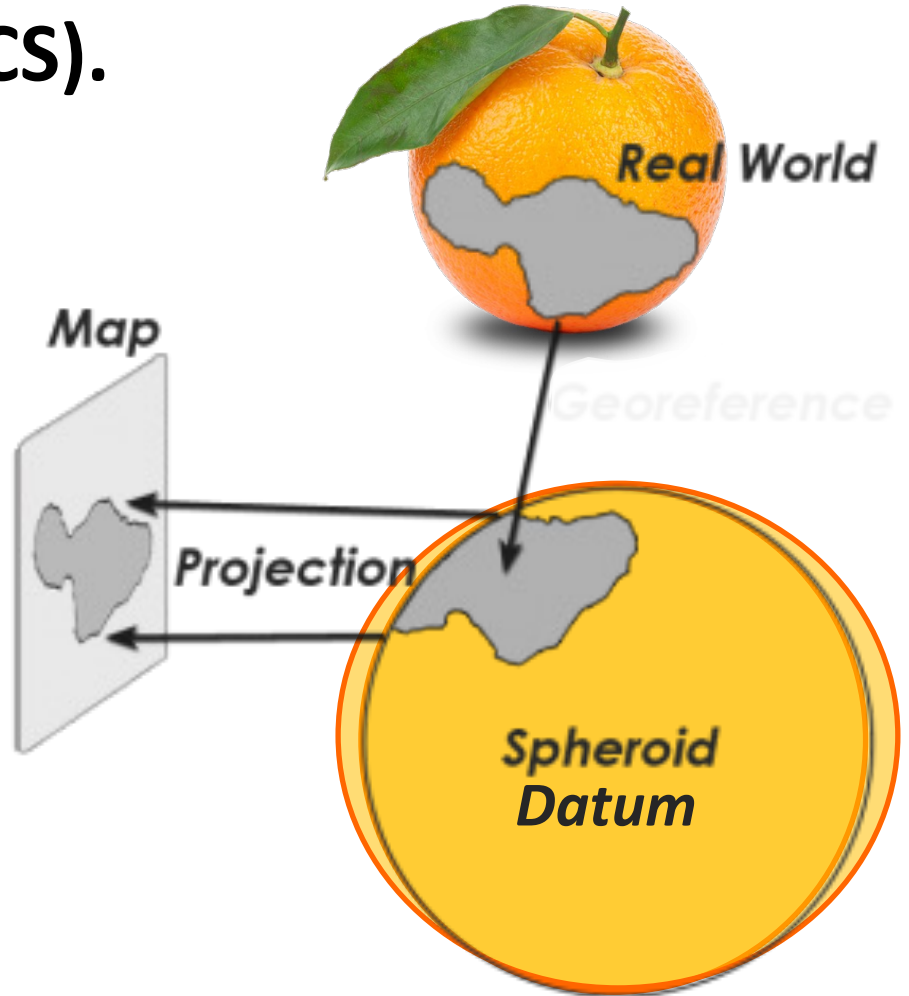 CS).
Real World
Map
Georeference
Projection
Spheroid
Datum